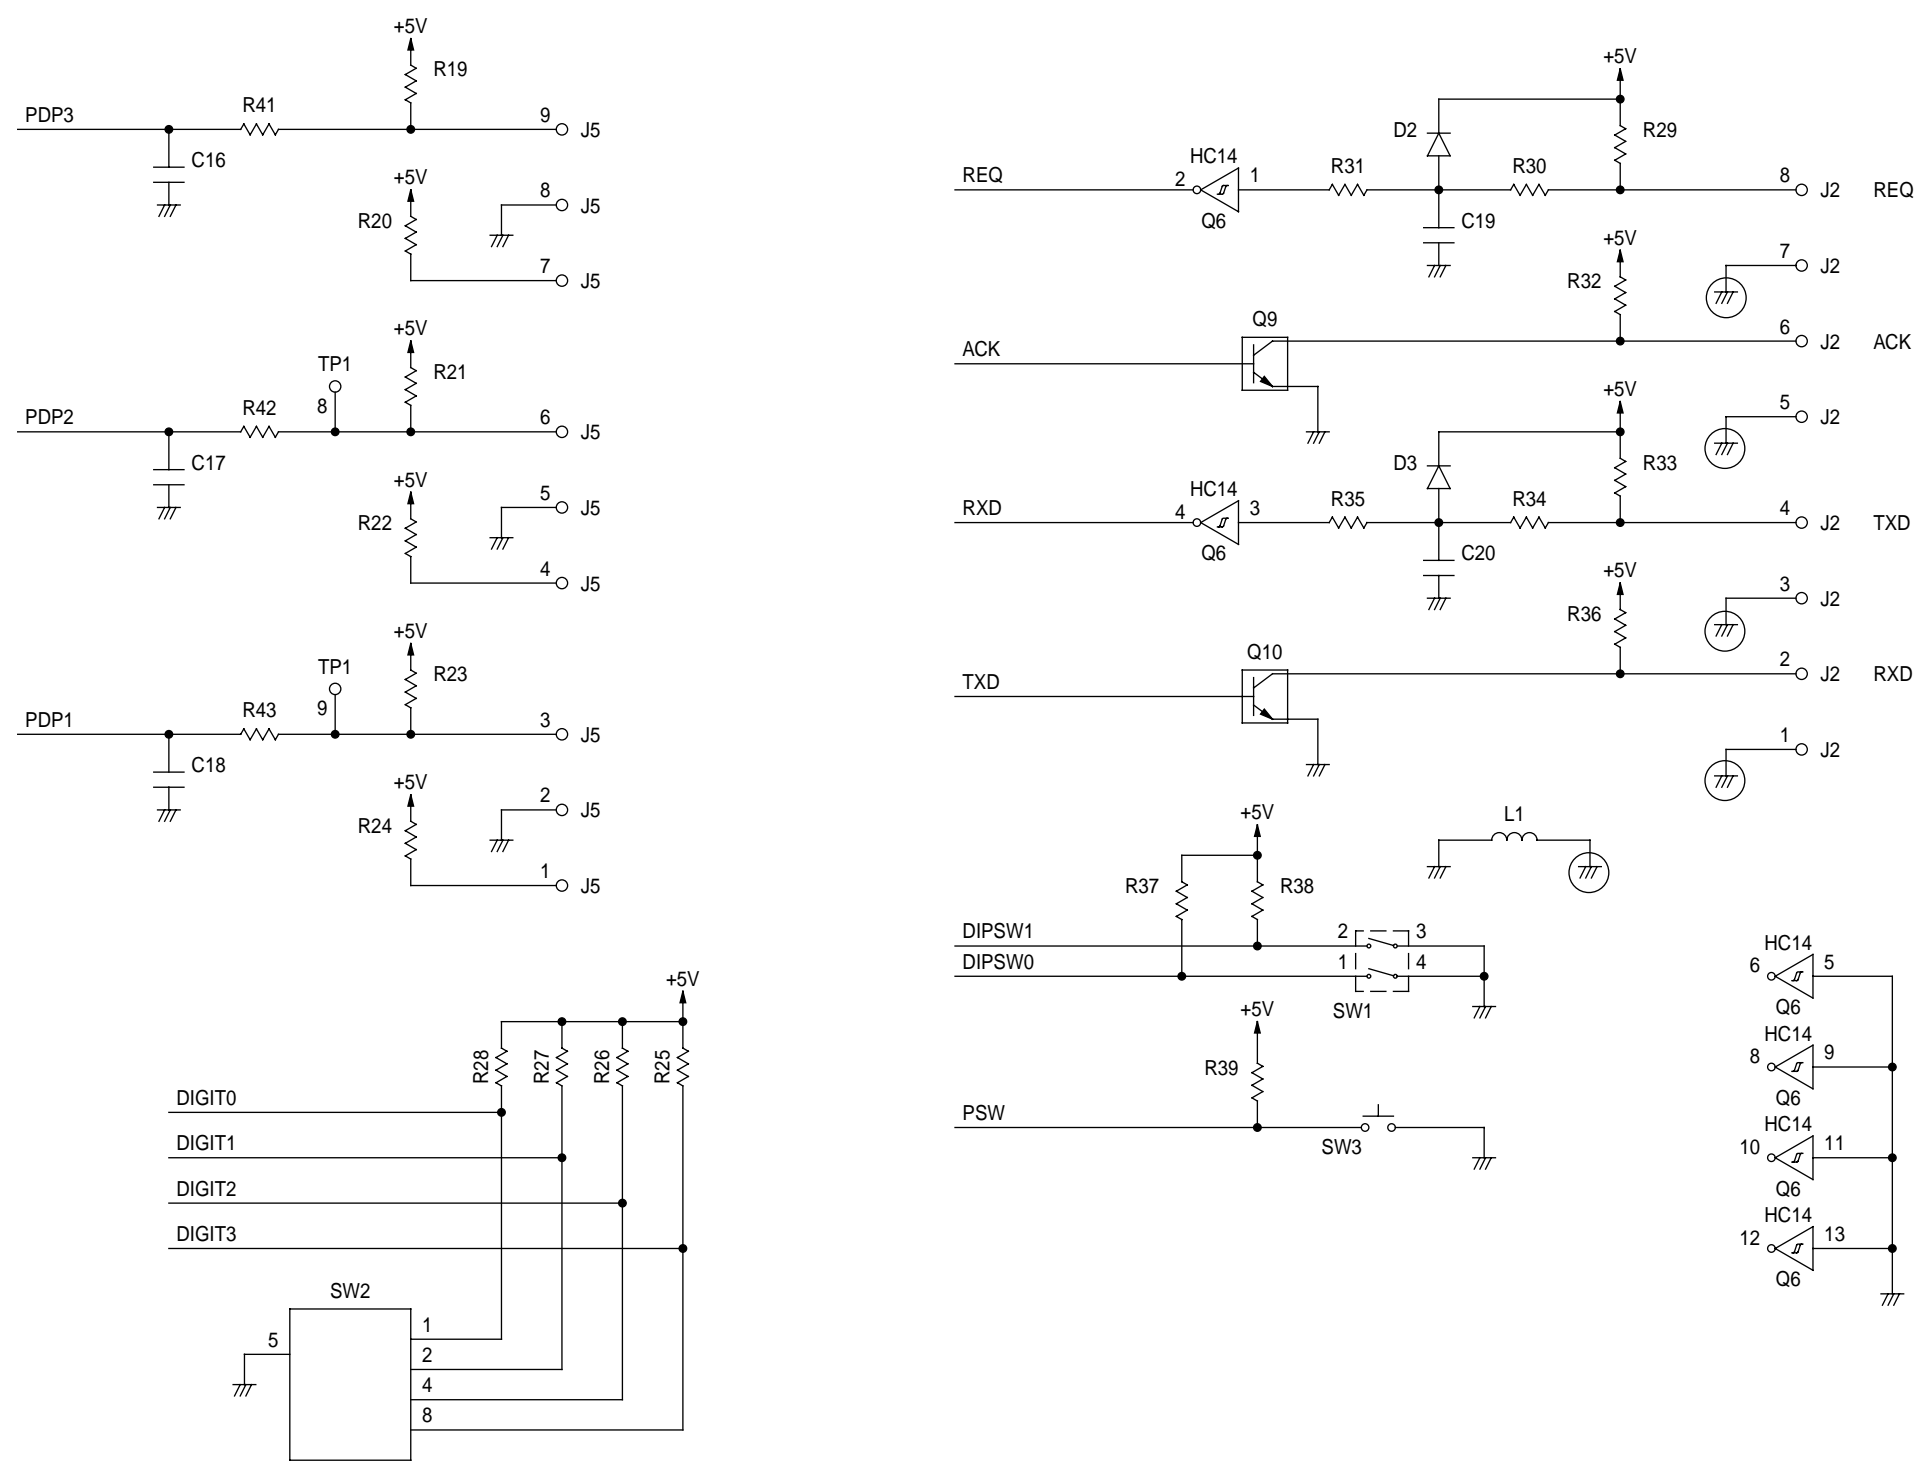 +5V
R19
PDP3
R41
9
J5
C16
+5V
8
J5
R20
7
J5
+5V
TP1
R21
8
PDP2
R42
6
J5
C17
+5V
5
J5
R22
4
J5
+5V
TP1
R23
9
PDP1
R43
3
J5
C18
+5V
2
J5
R24
1
J5
+5V
R28
R27
R26
R25
DIGIT0
DIGIT1
DIGIT2
DIGIT3
SW2
5
1
2
4
8
+5V
D2
R29
HC14
REQ
2
1
R31
R30
8
J2
REQ
Q6
C19
+5V
7
J2
R32
Q9
ACK
6
J2
ACK
+5V
5
J2
D3
R33
HC14
RXD
4
3
R35
R34
4
J2
TXD
Q6
C20
+5V
3
J2
R36
Q10
TXD
2
J2
RXD
1
J2
+5V
L1
R37
R38
DIPSW1
2
3
DIPSW0
1
4
SW1
+5V
R39
PSW
SW3
HC14
6
5
Q6
HC14
8
9
Q6
HC14
10
11
Q6
HC14
12
13
Q6